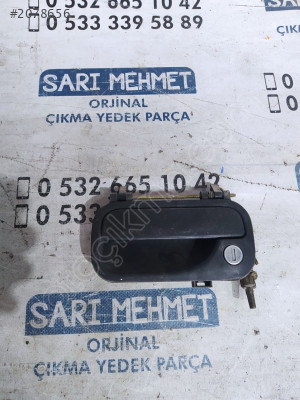 #2078656
0 532 665 10 42
0 533 339 58 89
SARI MEHMET
ORJİNAL
ÇIKMA YEDEK PARÇA
0 532 665 10 42
0 533
SARI MEHMET
ORJİNAL
ÇIKMA YEDEK PARÇA